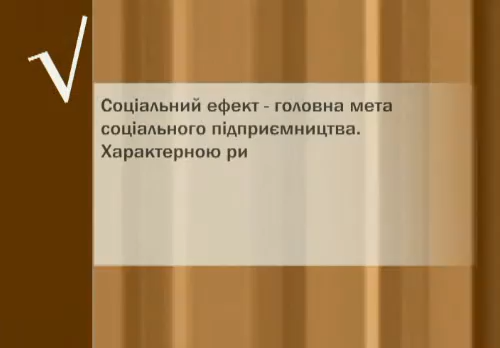 Соціальний ефект - головна мета
соціального підприємництва.
Характерною ри